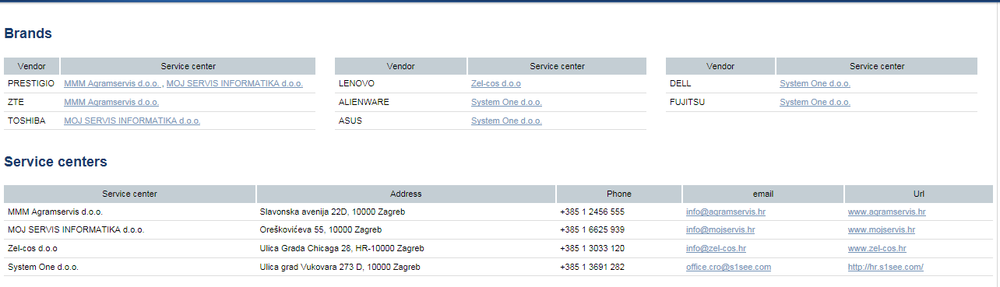 Brands
Vendor Service center Vendor Service center Vendor Service center
PRESTIGIO MMM Agramservis d.o.o. , MOJ SERVIS INFORMATIKA d.o.o. LENOVO Zel-cos d.o.o DELL System One d.o.o.
ZTE MMM Agramservis d.o.o. ALIENWARE System One d.o.o. FUJITSU System One d.o.o.
TOSHIBA MOJ SERVIS INFORMATIKA d.o.o. ASUS System One d.o.o.
Service centers
Service center Address Phone email Url
MMM Agramservis d.o.o. Slavonska avenija 22D, 10000 Zagreb +385 1 2456 555 info@agramservis.hr www.agramservis.hr
MOJ SERVIS INFORMATIKA d.o.o. Oreškovićeva 55, 10000 Zagreb +385 1 6625 939 info@mojservis.hr www.mojservis.hr
Zel-cos d.o.o Ulica Grada Chicaga 28, HR-10000 Zagreb +385 1 3033 120 info@zel-cos.hr www.zel-cos.hr
System One d.o.o. Ulica grad Vukovara 273 D, 10000 Zagreb +385 1 3691 282 office.cro@s1see.com http://hr.s1see.com/